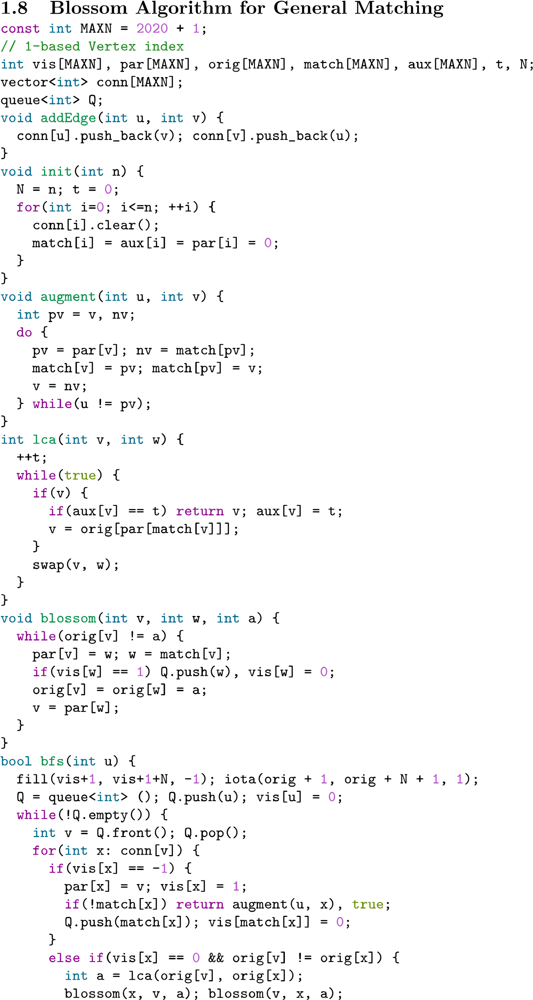 1.8 Blossom Algorithm for General Matching
const int MAXN = 2020 + 1;
// 1-based Vertex index
int vis[MAXN], par[MAXN], orig[MAXN], match[MAXN], aux[MAXN], t, N;
vector<int> conn[MAXN];
queue<int> Q;
void addEdge(int u, int v) {
  conn[u].push_back(v); conn[v].push_back(u);
}
void init(int n) {
  N = n; t = 0;
  for(int i=0; i<=n; ++i) {
    conn[i].clear();
    match[i] = aux[i] = par[i] = 0;
  }
}
void augment(int u, int v) {
  int pv = v, nv;
  do {
    pv = par[v]; nv = match[pv];
    match[v] = pv; match[pv] = v;
    v = nv;
  } while(u != pv);
}
int lca(int v, int w) {
  ++t;
  while(true) {
    if(v) {
      if(aux[v] == t) return v; aux[v] = t;
      v = orig[par[match[v]]];
    }
    swap(v, w);
  }
}
void blossom(int v, int w, int a) {
  while(orig[v] != a) {
    par[v] = w; w = match[v];
    if(vis[w] == 1) Q.push(w), vis[w] = 0;
    orig[v] = orig[w] = a;
    v = par[w];
  }
}
bool bfs(int u) {
  fill(vis+1, vis+1+N, -1); iota(orig + 1, orig + N + 1, 1);
  Q = queue<int> (); Q.push(u); vis[u] = 0;
  while(!Q.empty()) {
    int v = Q.front(); Q.pop();
    for(int x: conn[v]) {
      if(vis[x] == -1) {
        par[x] = v; vis[x] = 1;
        if(!match[x]) return augment(u, x), true;
        Q.push(match[x]); vis[match[x]] = 0;
      }
      else if(vis[x] == 0 && orig[v] != orig[x]) {
        int a = lca(orig[v], orig[x]);
        blossom(x, v, a); blossom(v, x, a);